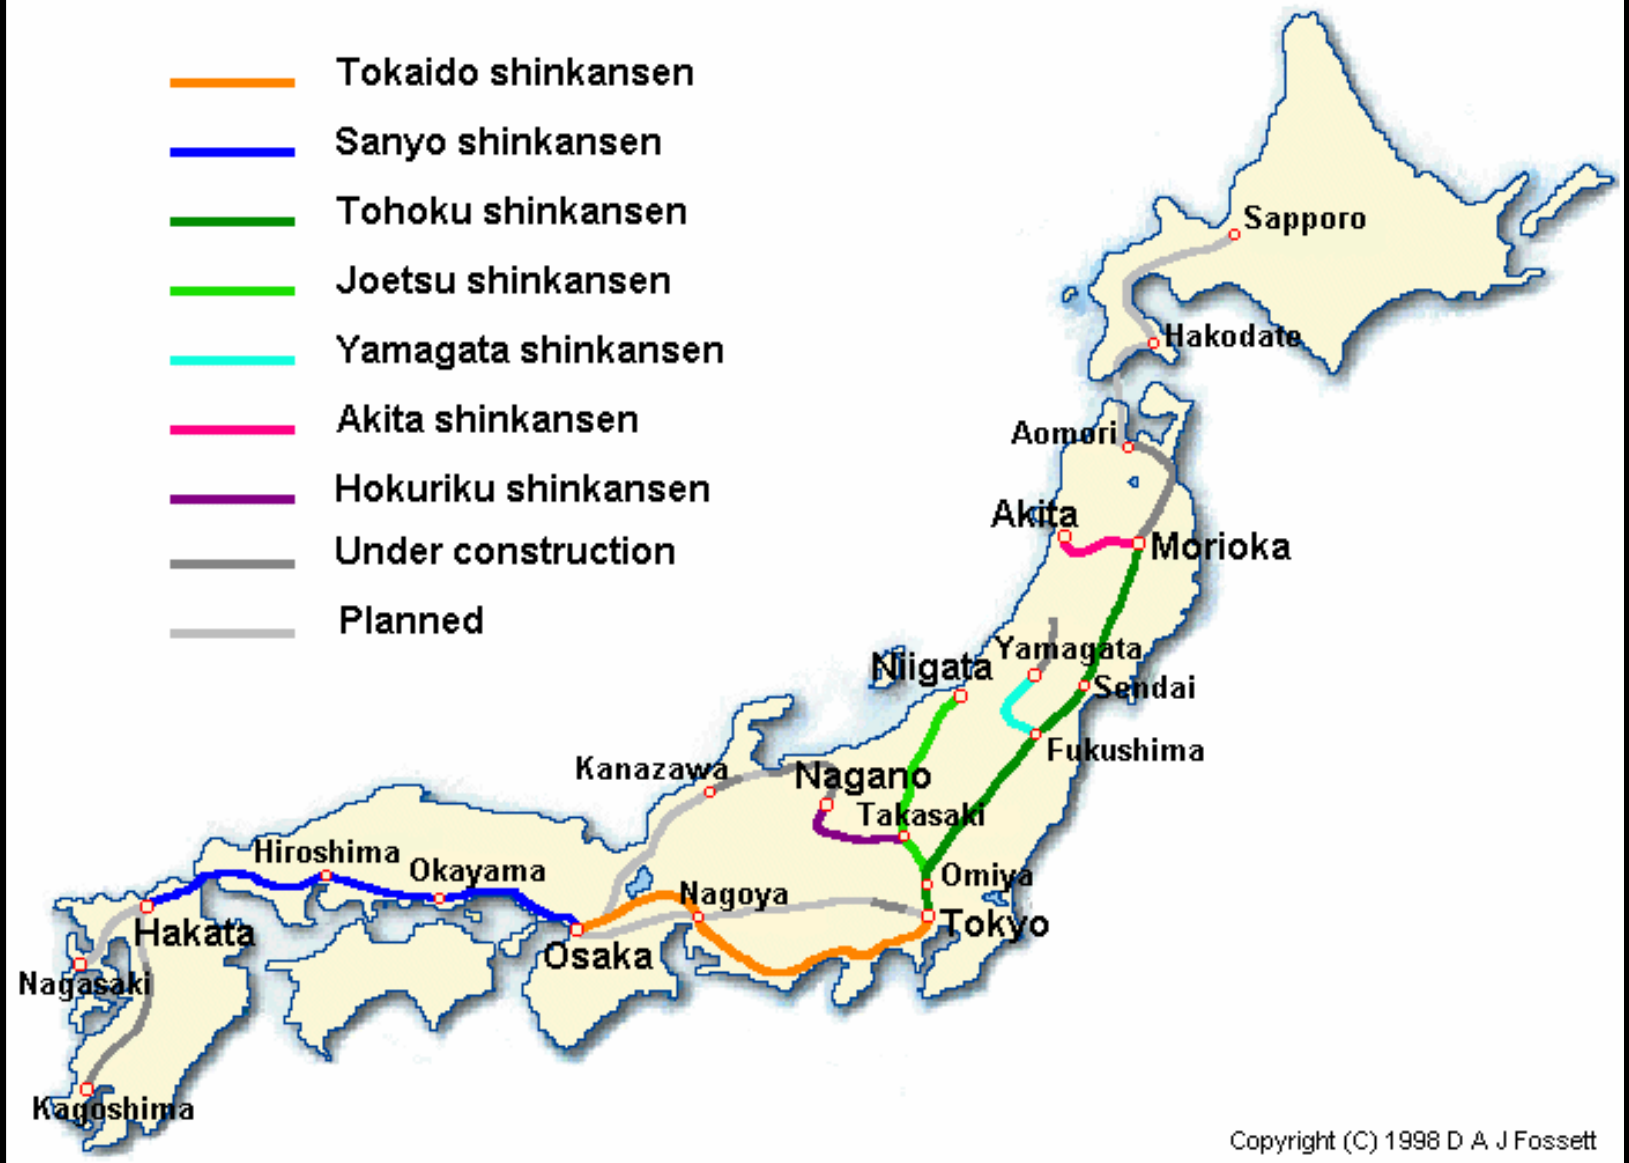 Tokaido shinkansen
Sanyo shinkansen
Tohoku shinkansen
Joetsu shinkansen
Yamagata shinkansen
Akita shinkansen
Hokuriku shinkansen
Under construction
Planned
Sapporo
Hakodate
Aomori
Akita
Morioka
Yamagata
Niigata
Sendai
Fukushima
Kanazawa
Nagano
Takasaki
Hiroshima
Okayama
Omiya
Nagoya
Tokyo
Hakata
Osaka
Nagasaki
Kagoshima
Copyright (C) 1998 D A J Fossett